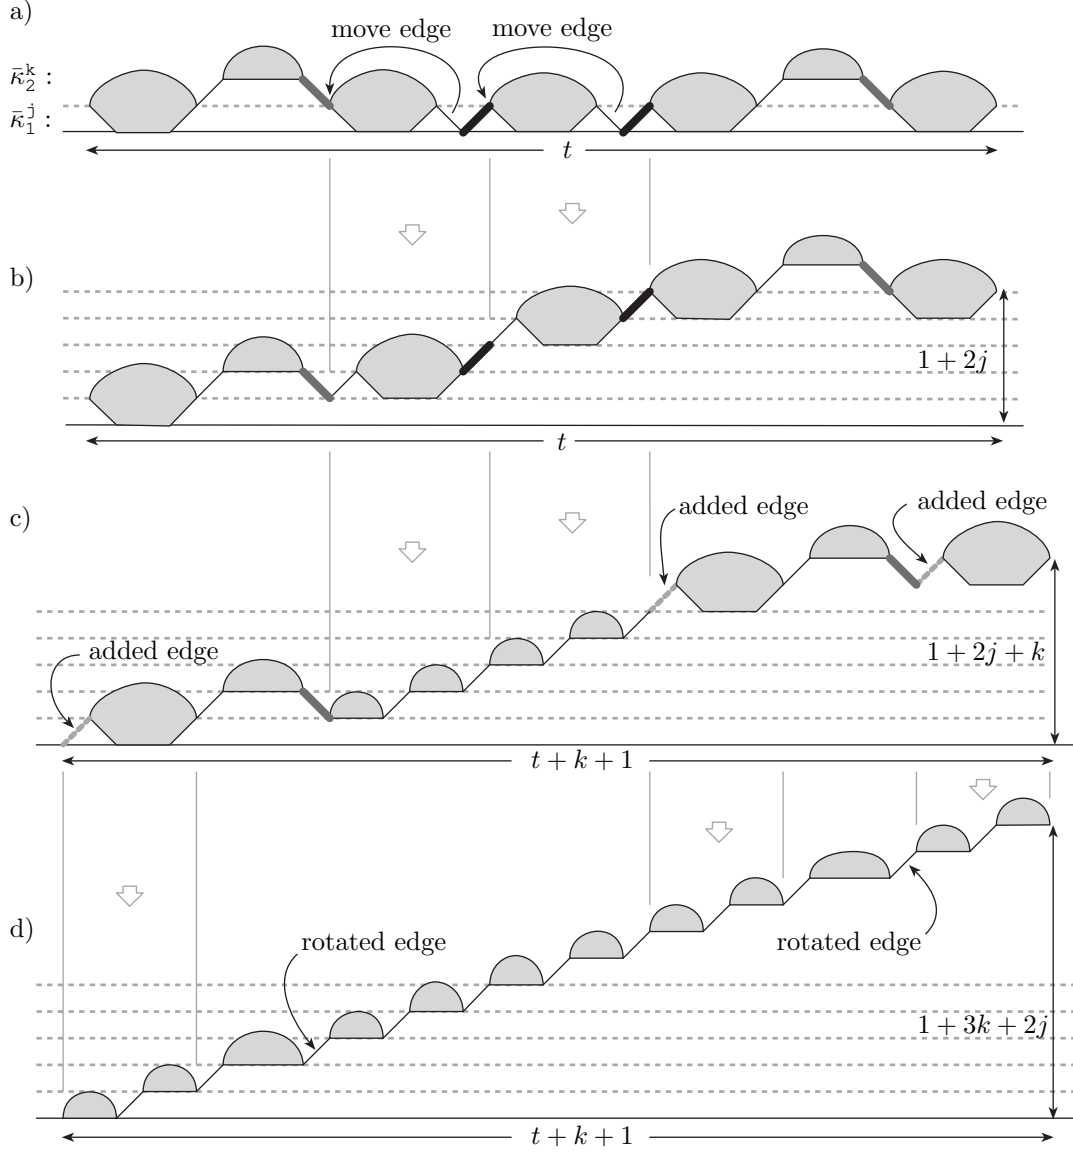 a)
move edge move edge
κ̄₂ᵏ :
κ̄₁ʲ :
t
b)
1 + 2j
t
c)
added edge added edge
added edge
1 + 2j + k
t + k + 1
d)
rotated edge rotated edge
1 + 3k + 2j
t + k + 1